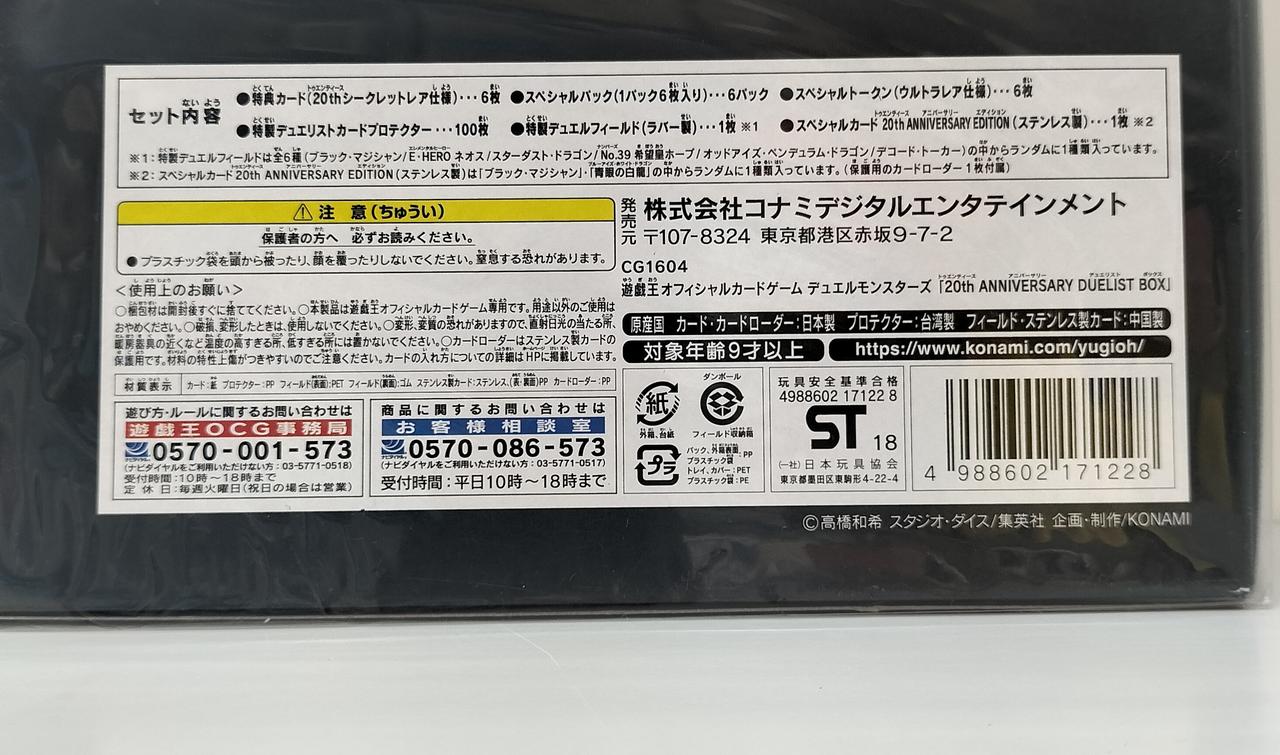 セット内容
●特典カード(20thシークレットレア仕様)･･･6枚 ●スペシャルパック(1パック6枚入り)･･･6パック ●スペシャルトークン(ウルトラレア仕様)･･･6枚
●特製デュエリストカードプロテクター･･･100枚 ●特製デュエルフィールド(ラバー製)･･･1枚 ※1 ●スペシャルカード 20th ANNIVERSARY EDITION(ステンレス製)･･･1枚 ※2
※1：特製デュエルフィールドは全6種(ブラック・マジシャン/E・HERO ネオス/スターダスト・ドラゴン/No.39 希望皇ホープ/オッドアイズ・ペンデュラム・ドラゴン/デコード・トーカー)の中からランダムに1種類入っています。
※2：スペシャルカード 20th ANNIVERSARY EDITION(ステンレス製)は「ブラック・マジシャン」・「青眼の白龍」の中からランダムに1種類入っています。(保護用のカードローダー 1枚付属)
⚠ 注 意(ちゅうい)
保護者の方へ 必ずお読みください。
●プラスチック袋を頭から被ったり、顔を覆ったりしないでください。窒息する恐れがあります。
＜使用上のお願い＞
○梱包材は開封後すぐに捨ててください。○本製品は遊戯王オフィシャルカードゲーム専用です。用途以外のご使用は
おやめください。○破損、変形したときは、使用しないでください。○変形、変質の恐れがありますので、直射日光の当たる所、
暖房器具の近くなど温度の高すぎる所、低すぎる所には置かないでください。○カードローダーはステンレス製カードの
保護用です。材料の特性上傷がつきやすいのでご注意ください。カードの入れ方についての詳細はHPに掲載しています。
材質表示 カード：紙 プロテクター：PP フィールド(表面)：PET フィールド(裏面)：ゴム ステンレス製カード：ステンレス、(表・裏面)PP カードローダー：PP
遊び方・ルールに関するお問い合わせは
遊戯王OCG事務局
ナビダイヤル 0570-001-573
(ナビダイヤルをご利用いただけない方：03-5771-0518)
受付時間：10時〜18時まで
定休日：毎週火曜日(祝日の場合は営業)
商品に関するお問い合わせは
お客様相談室
ナビダイヤル 0570-086-573
(ナビダイヤルをご利用いただけない方：03-5771-0517)
受付時間：平日10時〜18時まで
発売元 株式会社コナミデジタルエンタテインメント
〒107-8324 東京都港区赤坂9-7-2
CG1604
遊戯王オフィシャルカードゲーム デュエルモンスターズ「20th ANNIVERSARY DUELIST BOX」
原産国 カード・カードローダー：日本製 プロテクター：台湾製 フィールド・ステンレス製カード：中国製
対象年齢9才以上
https://www.konami.com/yugioh/
紙
外箱、台紙
ダンボール
フィールド収納箱
プラ
パック、外箱表面、
プラスチック袋：PP
トレイ、カバー：PET
プラスチック袋：PE
玩具安全基準合格
4988602 17122 8
ST 18
(一社)日本玩具協会
東京都墨田区東駒形4-22-4
4 988602 171228
©高橋和希 スタジオ・ダイス/集英社 企画・制作/KONAMI